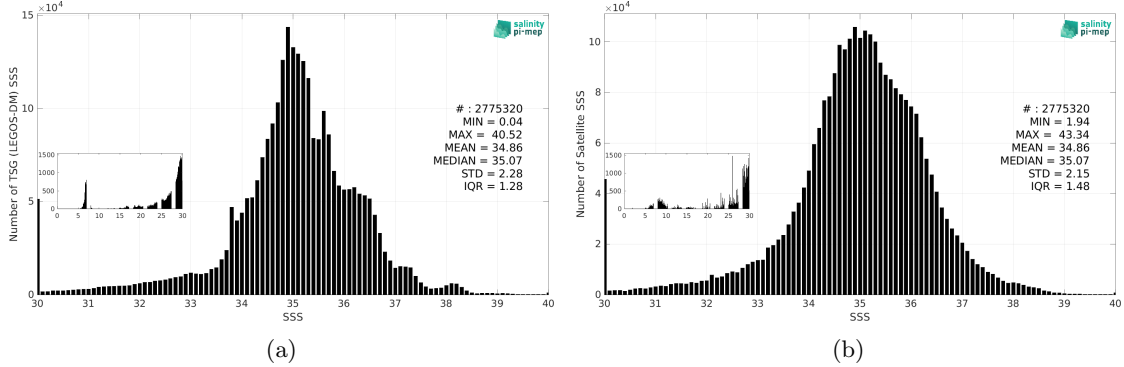 ×10⁴
15
10
5
0
Number of TSG (LEGOS-DM) SSS
salinity
pi-mep
# : 2775320
MIN = 0.04
MAX = 40.52
MEAN = 34.86
MEDIAN = 35.07
STD = 2.28
IQR = 1.28
1500
1000
500
0
0 5 10 15 20 25 30
30 31 32 33 34 35 36 37 38 39 40
SSS
(a)
×10⁴
10
8
6
4
2
0
Number of Satellite SSS
salinity
pi-mep
# : 2775320
MIN = 1.94
MAX = 43.34
MEAN = 34.86
MEDIAN = 35.07
STD = 2.15
IQR = 1.48
1500
1000
500
0
0 5 10 15 20 25 30
30 31 32 33 34 35 36 37 38 39 40
SSS
(b)